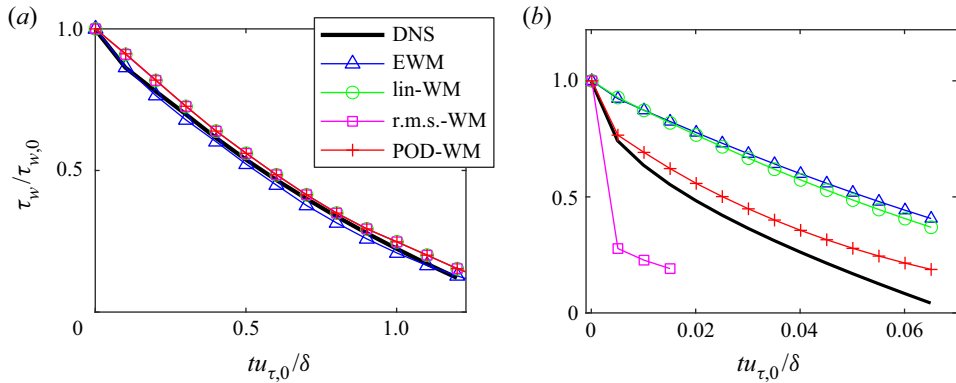 (a)
(b)
1.0
0.5
0
τw/τw,0
0.5
1.0
tuτ,0/δ
DNS
EWM
lin-WM
r.m.s.-WM
POD-WM
1.0
0.5
0
0
0.02
0.04
0.06
tuτ,0/δ